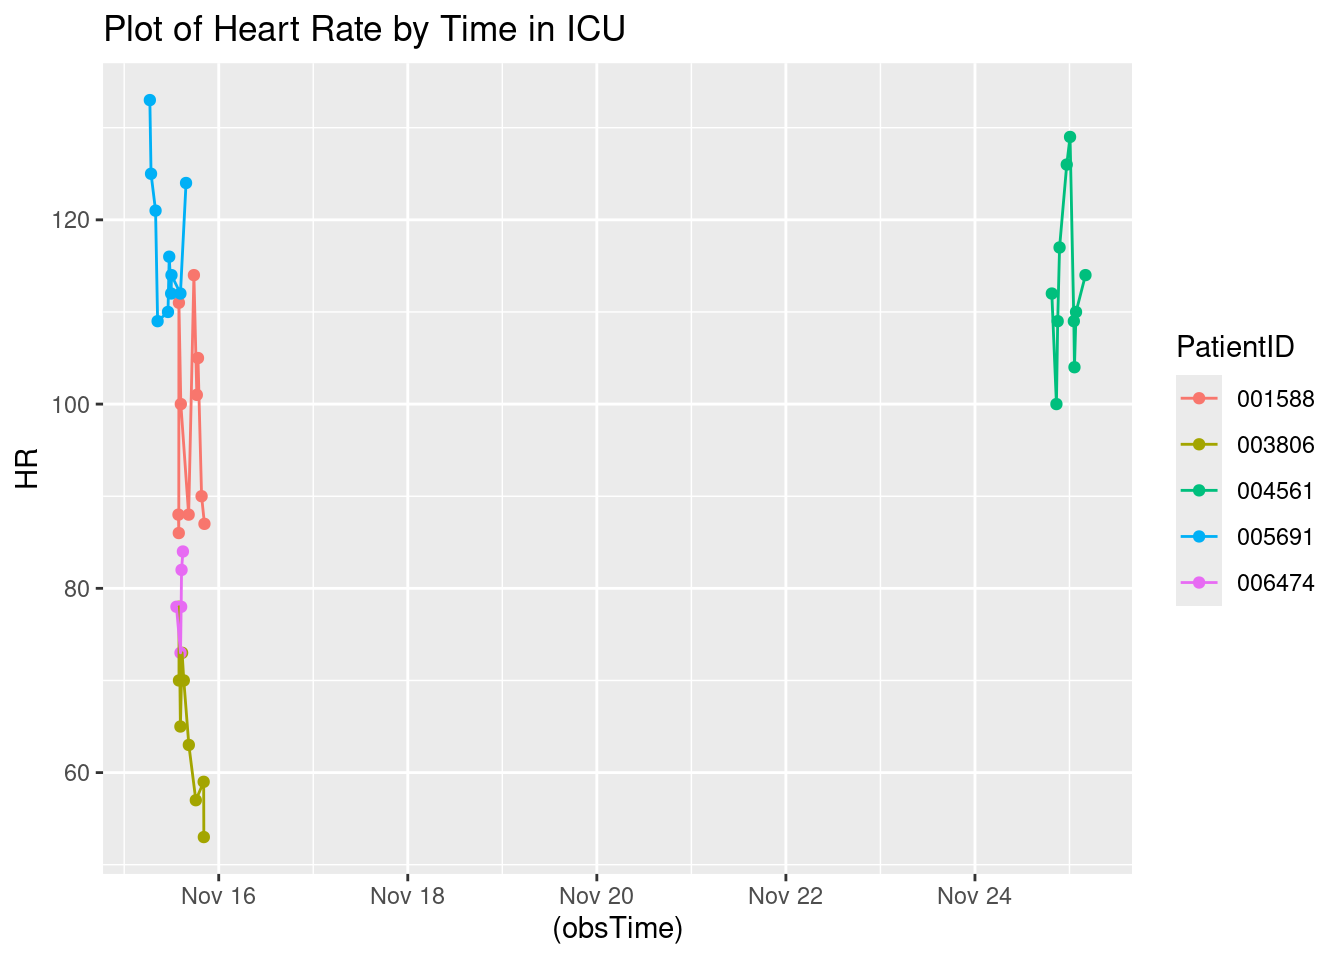 Plot of Heart Rate by Time in ICU
HR
120
100
80
60
Nov 16
Nov 18
Nov 20
Nov 22
Nov 24
(obsTime)
PatientID
001588
003806
004561
005691
006474